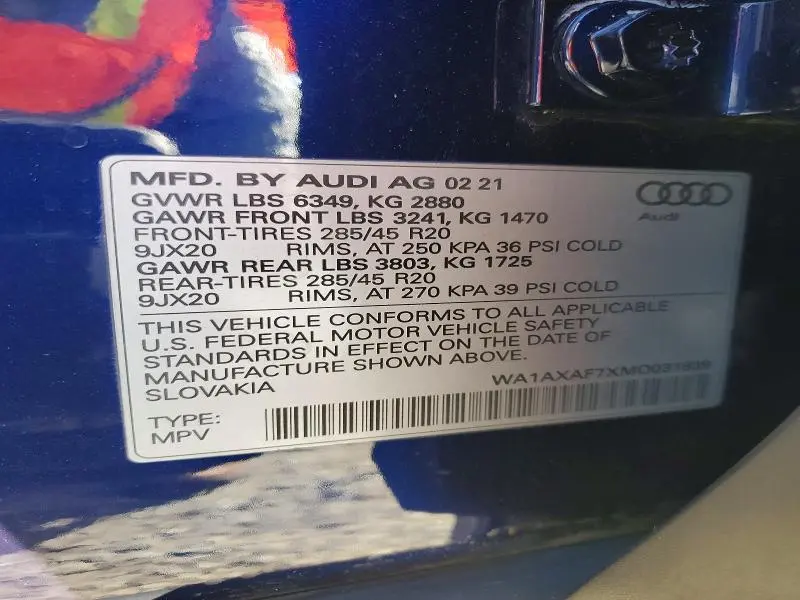 MFD. BY AUDI AG 02 21
GVWR LBS 6349, KG 2880
GAWR FRONT LBS 3241, KG 1470
FRONT-TIRES 285/45 R20
9JX20 RIMS, AT 250 KPA 36 PSI COLD
GAWR REAR LBS 3803, KG 1725
REAR-TIRES 285/45 R20
9JX20 RIMS, AT 270 KPA 39 PSI COLD
Audi
THIS VEHICLE CONFORMS TO ALL APPLICABLE
U.S. FEDERAL MOTOR VEHICLE SAFETY
STANDARDS IN EFFECT ON THE DATE OF
MANUFACTURE SHOWN ABOVE.
SLOVAKIA
TYPE:
MPV